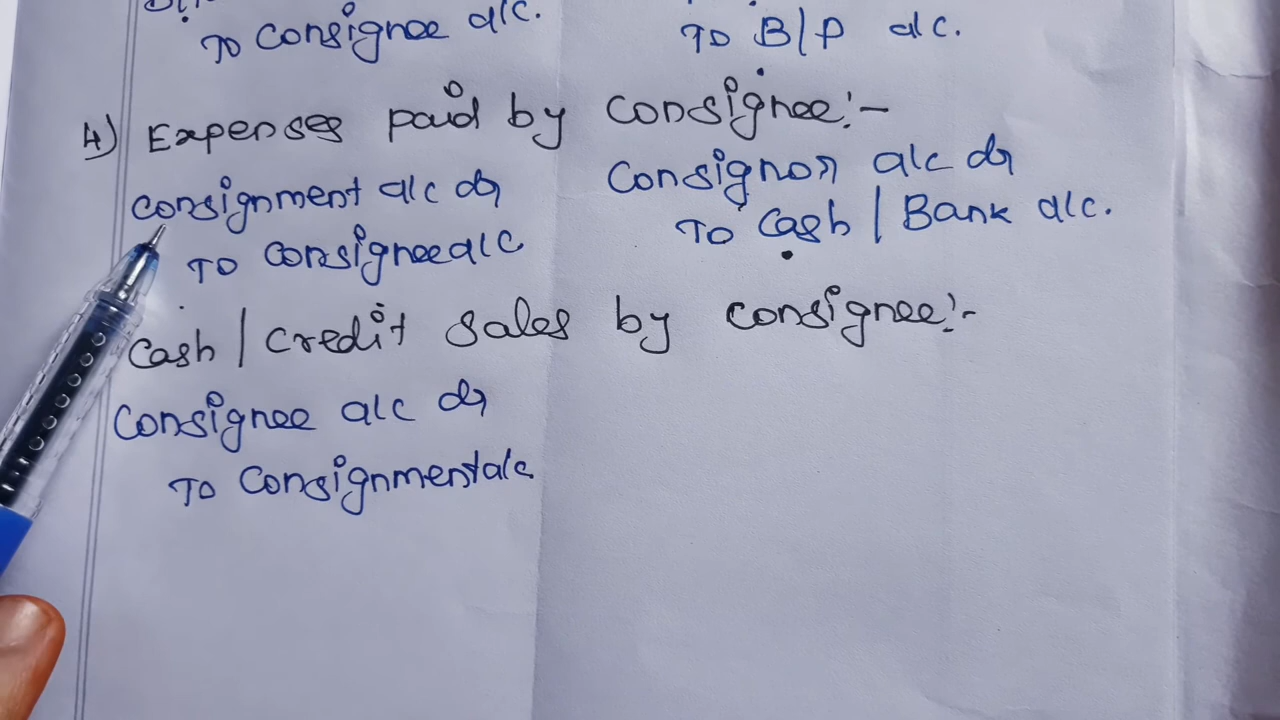 To consignee a/c.
To B/P a/c.
4) Expenses paid by consignee:-
consignment a/c dr
To consignee a/c
Consignor a/c dr
To cash / Bank a/c.
Cash / credit sales by consignee:-
Consignee a/c dr
To consignment a/c.